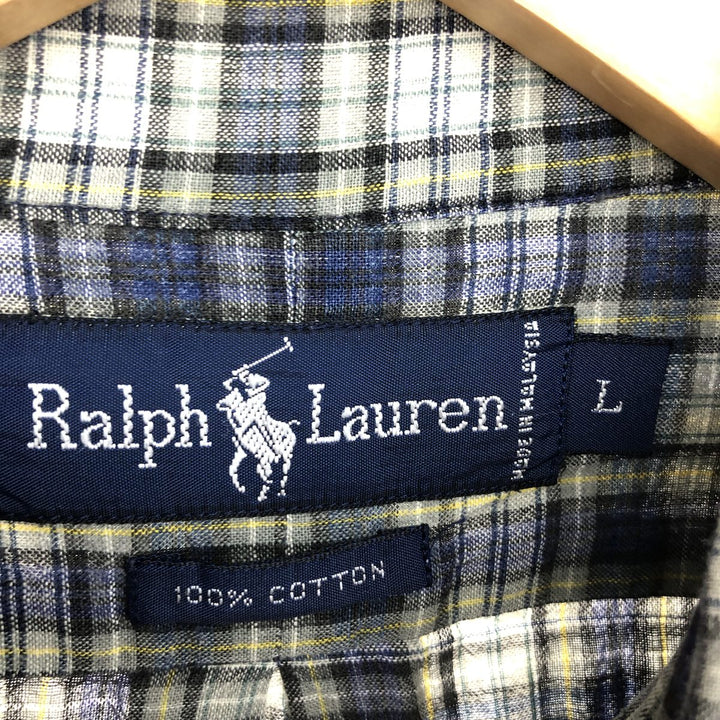 Ralph Lauren
MADE IN MALAYSIA
L
100% COTTON